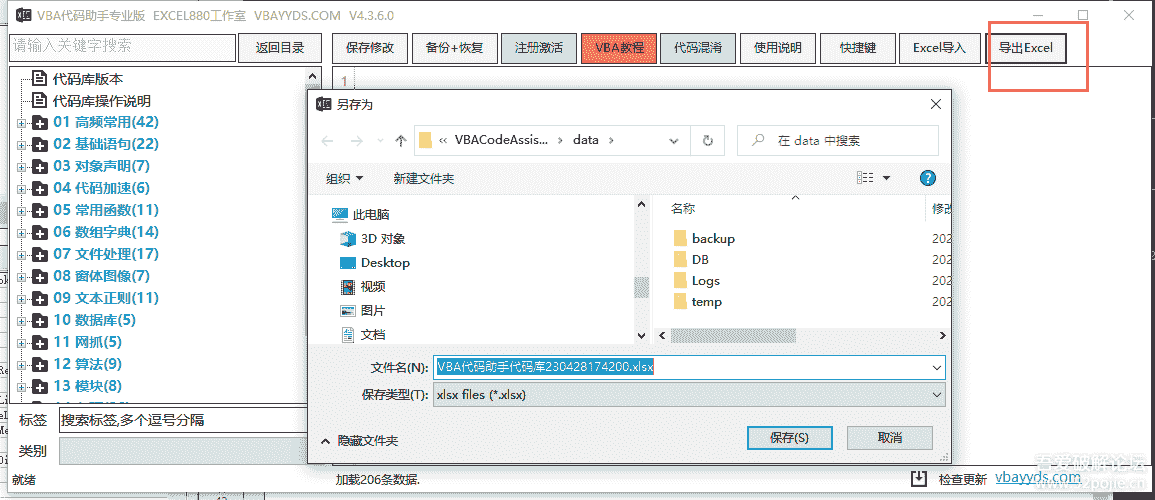 VBA代码助手专业版 EXCEL880工作室 VBAYYDS.COM V4.3.6.0
请输入关键字搜索
返回目录
保存修改 备份+恢复 注册激活 VBA教程 代码混淆 使用说明 快捷键 Excel导入 导出Excel
代码库版本
代码库操作说明
01 高频常用(42)
02 基础语句(22)
03 对象声明(7)
04 代码加速(6)
05 常用函数(11)
06 数组字典(14)
07 文件处理(17)
08 窗体图像(7)
09 文本正则(11)
10 数据库(5)
11 网抓(5)
12 算法(9)
13 模块(8)
标签 搜索标签,多个逗号分隔
类别
就绪
1
另存为
« VBACodeAssis... › data ›
在 data 中搜索
组织 新建文件夹
此电脑
3D 对象
Desktop
视频
图片
文档
名称 修改
backup 202
DB 202
Logs 202
temp 202
文件名(N): VBA代码助手代码库230428174200.xlsx
保存类型(T): xlsx files (*.xlsx)
隐藏文件夹
保存(S) 取消
加载206条数据.
检查更新 vbayyds.com
吾爱破解论坛
www.52pojie.cn